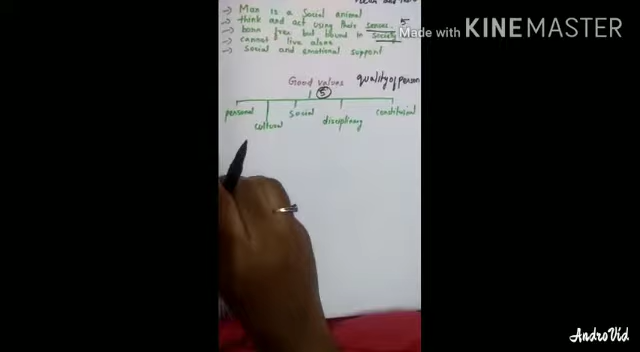 -> Man is a Social animal
-> think and act using their senses 5
-> born free but bound in society
-> cannot live alone
-> social and emotional support
Good values quality of person
5
personal cultural social disciplinary
Made with KINEMASTER
AndroVid